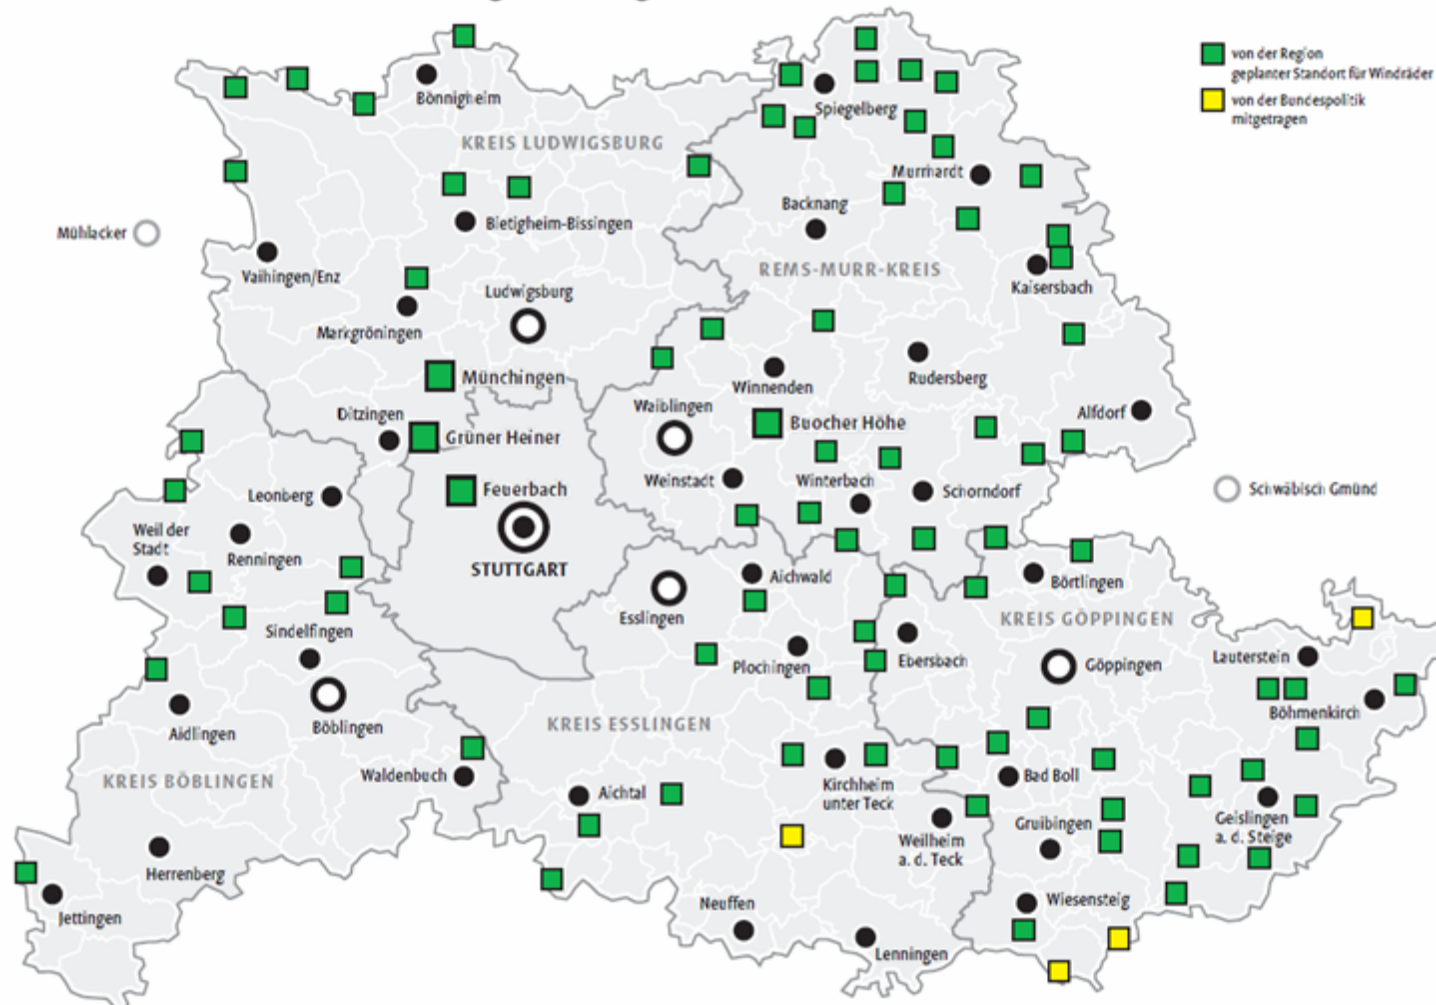 von der Region
geplanter Standort für Windräder
von der Bundespolitik
mitgetragen
Bönnigheim
Spiegelberg
KREIS LUDWIGSBURG
Murrhardt
Backnang
Mühlacker
Bietigheim-Bissingen
Vaihingen/Enz
REMS-MURR-KREIS
Kaisersbach
Ludwigsburg
Markgröningen
Münchingen
Winnenden
Rudersberg
Ditzingen
Waiblingen
Alfdorf
Grüner Heiner
Buocher Höhe
Leonberg
Feuerbach
Weinstadt
Winterbach
Schorndorf
Schwäbisch Gmünd
Weil der
Stadt
Renningen
STUTTGART
Aichwald
Börtlingen
Esslingen
KREIS GÖPPINGEN
Sindelfingen
Plochingen
Ebersbach
Göppingen
Lauterstein
Böhmenkirch
Aidlingen
Böblingen
KREIS ESSLINGEN
KREIS BÖBLINGEN
Waldenbuch
Aichtal
Kirchheim
unter Teck
Bad Boll
Gruibingen
Geislingen
a. d. Steige
Weilheim
a. d. Teck
Herrenberg
Jettingen
Neuffen
Wiesensteig
Lenningen